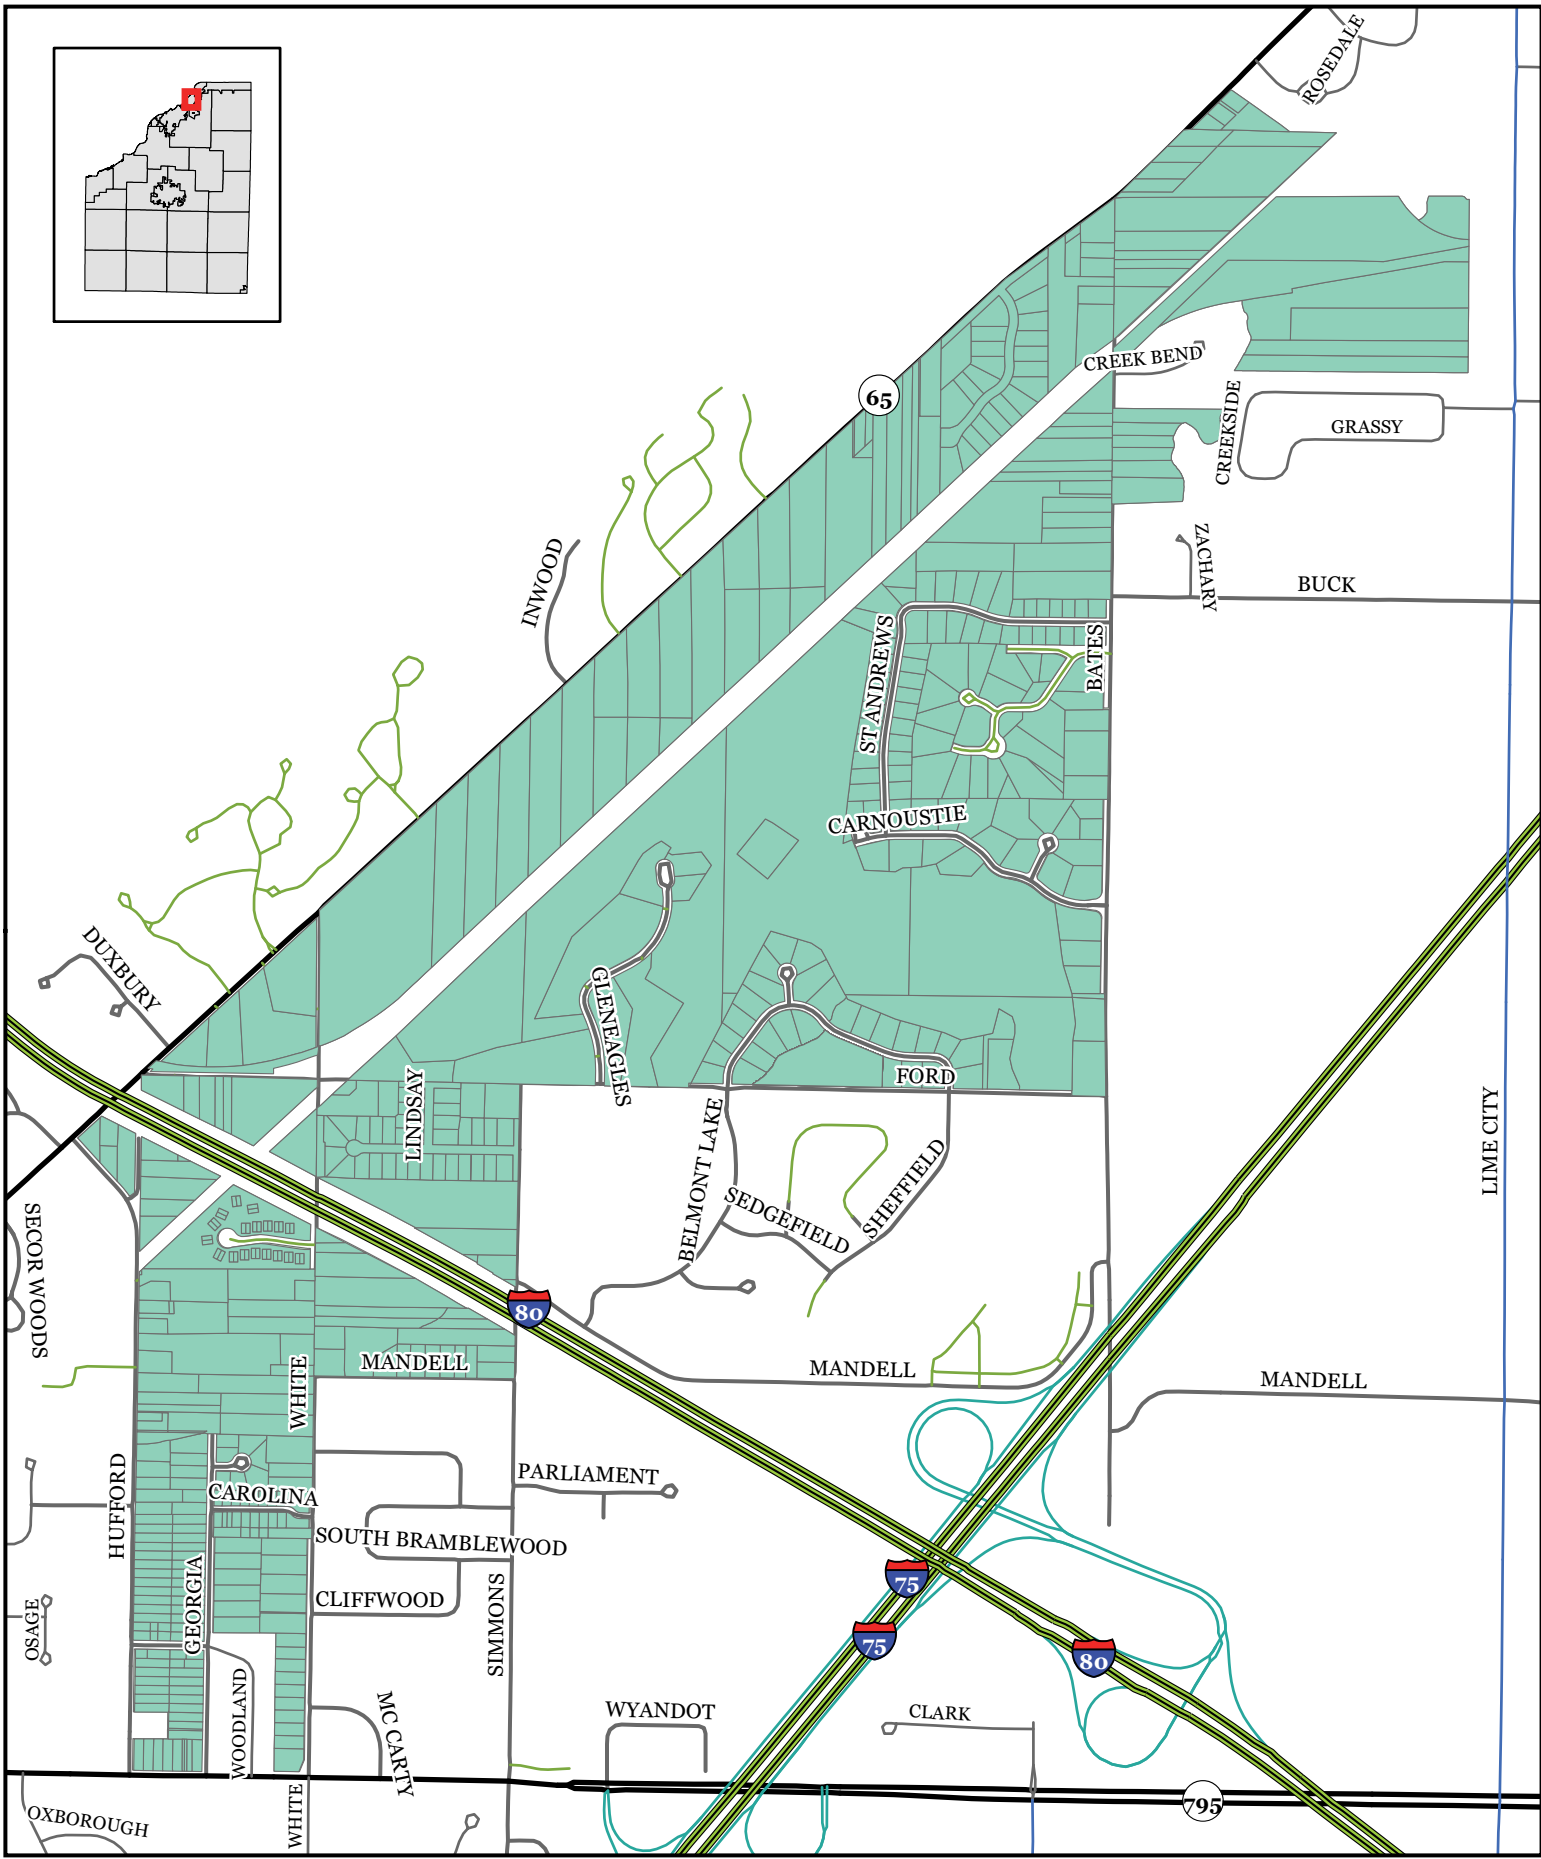 ROSEDALE
CREEK BEND
65
CREEKSIDE
GRASSY
ZACHARY
INWOOD
BUCK
ST ANDREWS
BATES
CARNOUSTIE
DUXBURY
GLENEAGLES
FORD
LINDSAY
BELMONT LAKE
LIME CITY
SHEFFIELD
SEDGEFIELD
SECOR WOODS
80
MANDELL
MANDELL
MANDELL
WHITE
HUFFORD
PARLIAMENT
CAROLINA
SOUTH BRAMBLEWOOD
GEORGIA
75
CLIFFWOOD
SIMMONS
OSAGE
75
80
WOODLAND
MC CARTY
WYANDOT
CLARK
795
OXBOROUGH
WHITE